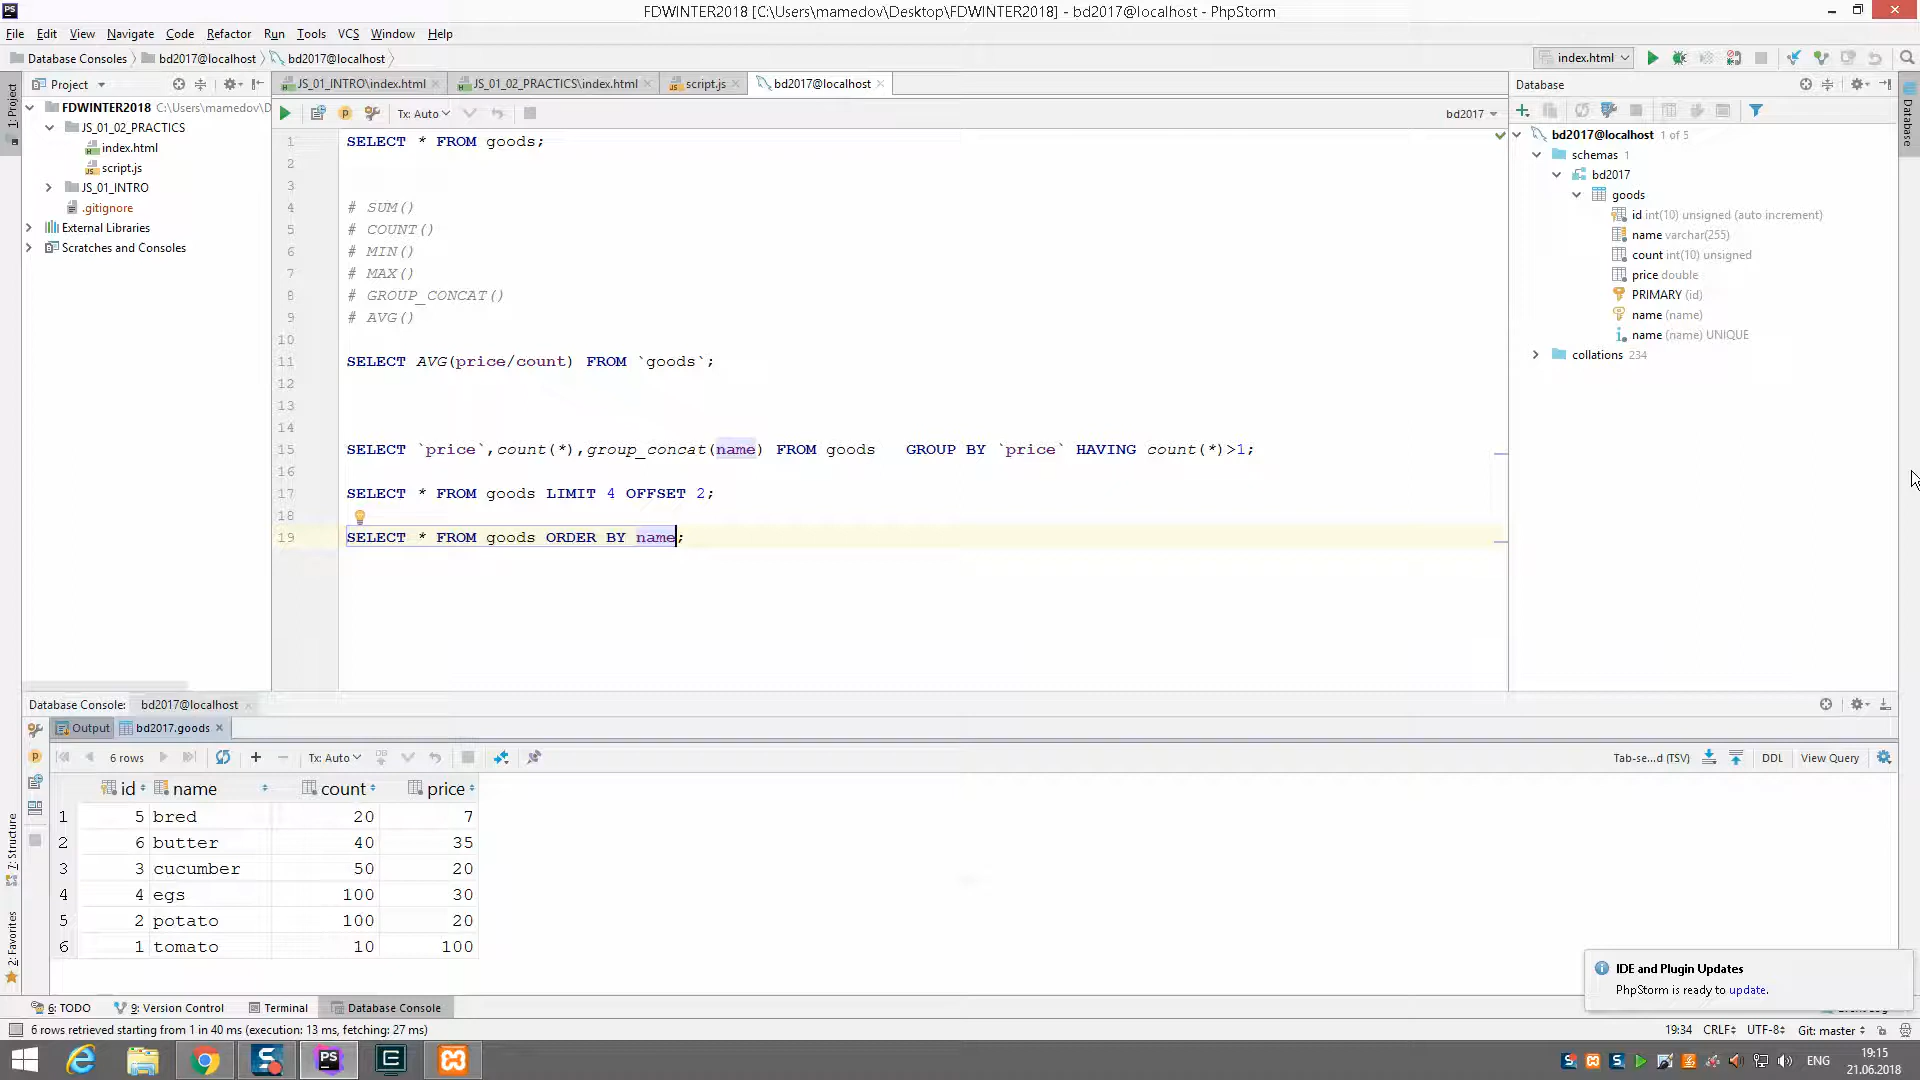 FDWINTER2018 [C:\Users\mamedov\Desktop\FDWINTER2018] - bd2017@localhost - PhpStorm
File Edit View Navigate Code Refactor Run Tools VCS Window Help
Database Consoles bd2017@localhost bd2017@localhost index.html
Project JS_01_INTRO\index.html JS_01_02_PRACTICS\index.html script.js bd2017@localhost Database
1: Project
FDWINTER2018 C:\Users\mamedov\D
JS_01_02_PRACTICS
index.html
script.js
JS_01_INTRO
.gitignore
External Libraries
Scratches and Consoles
Tx: Auto bd2017
1 SELECT * FROM goods;
2
3
4 # SUM()
5 # COUNT()
6 # MIN()
7 # MAX()
8 # GROUP_CONCAT()
9 # AVG()
10
11 SELECT AVG(price/count) FROM `goods`;
12
13
14
15 SELECT `price`,count(*),group_concat(name) FROM goods GROUP BY `price` HAVING count(*)>1;
16
17 SELECT * FROM goods LIMIT 4 OFFSET 2;
18
19 SELECT * FROM goods ORDER BY name;
bd2017@localhost 1 of 5
schemas 1
bd2017
goods
id int(10) unsigned (auto increment)
name varchar(255)
count int(10) unsigned
price double
PRIMARY (id)
name (name)
name (name) UNIQUE
collations 234
Database
Database Console: bd2017@localhost
Output bd2017.goods
6 rows Tx: Auto Tab-se...d (TSV) DDL View Query
id name count price
1 5 bred 20 7
2 6 butter 40 35
3 3 cucumber 50 20
4 4 egs 100 30
5 2 potato 100 20
6 1 tomato 10 100
7: Structure
2: Favorites
IDE and Plugin Updates
PhpStorm is ready to update.
6: TODO 9: Version Control Terminal Database Console
6 rows retrieved starting from 1 in 40 ms (execution: 13 ms, fetching: 27 ms) 19:34 CRLF UTF-8 Git: master
ENG 19:15
21.06.2018